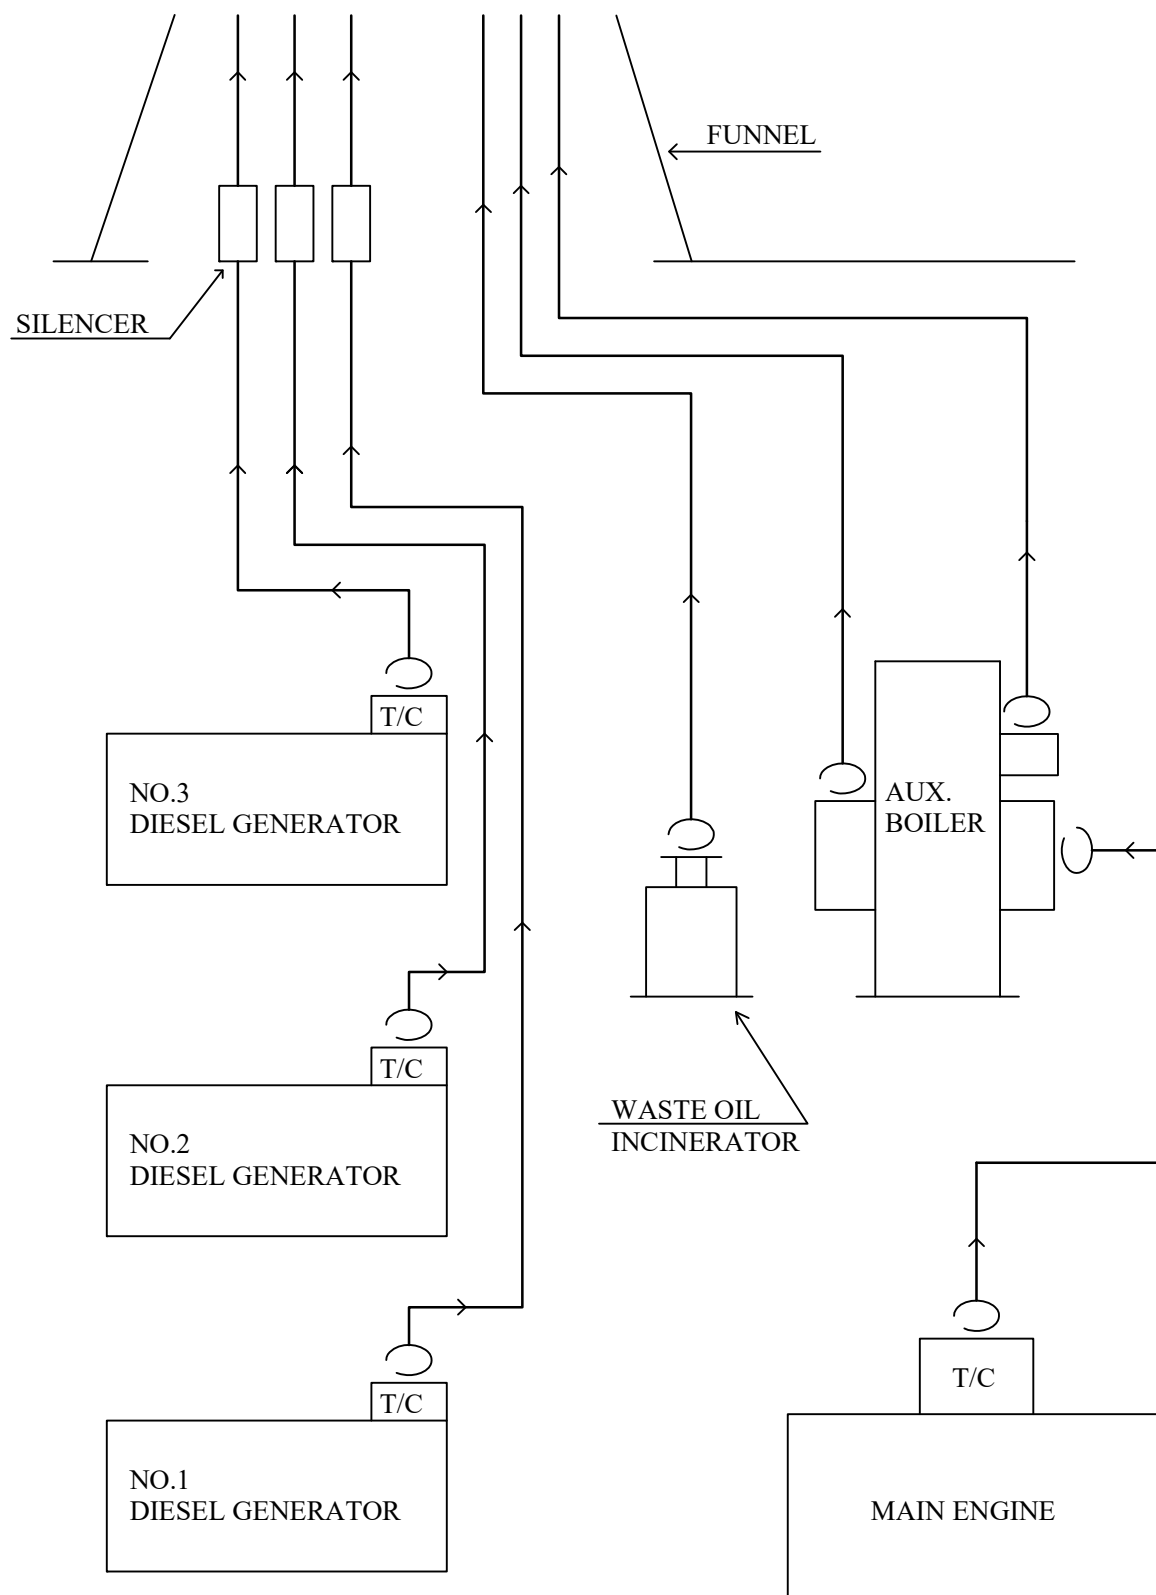 FUNNEL
SILENCER
T/C
NO.3
DIESEL GENERATOR
AUX.
BOILER
T/C
NO.2
DIESEL GENERATOR
WASTE OIL
INCINERATOR
T/C
T/C
NO.1
DIESEL GENERATOR
MAIN ENGINE